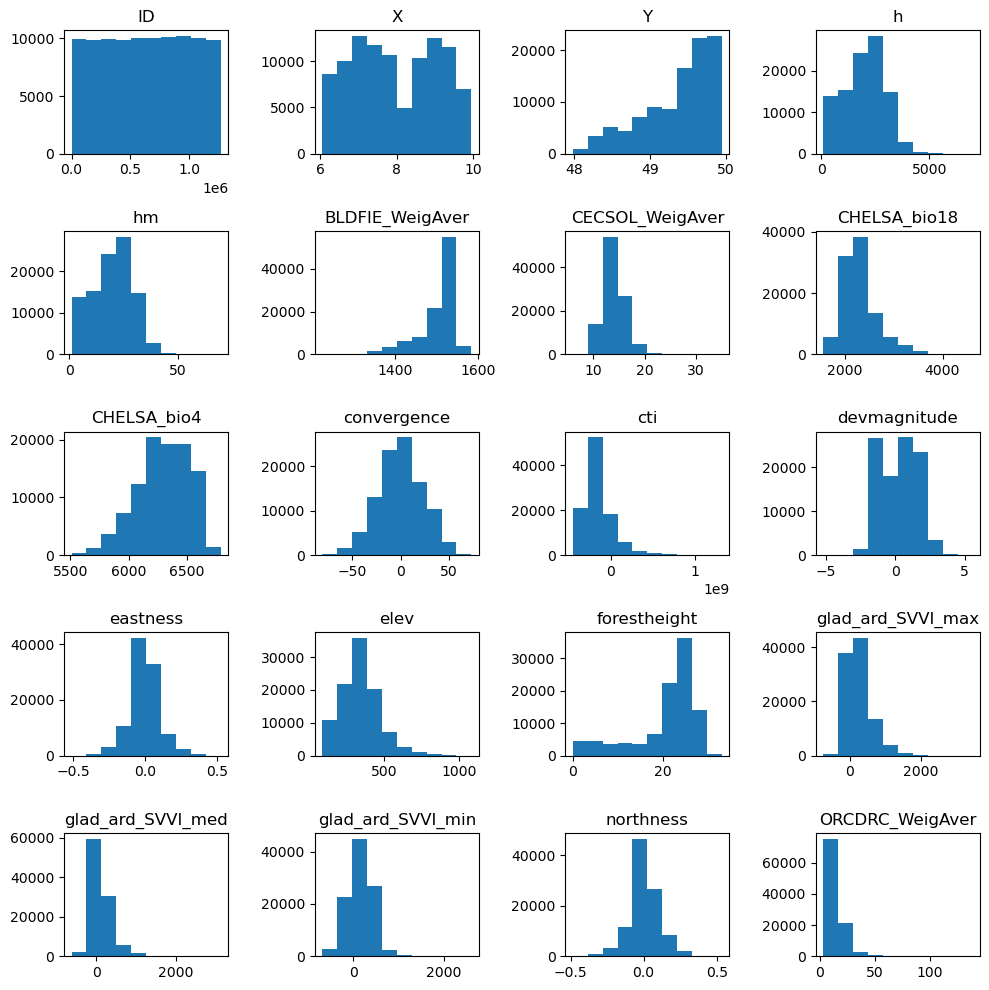 ID
10000
5000
0
0.0 0.5 1.0
1e6
X
10000
5000
0
6 8 10
Y
20000
10000
0
48 49 50
h
20000
10000
0
0 5000
hm
20000
10000
0
0 50
BLDFIE_WeigAver
40000
20000
0
1400 1600
CECSOL_WeigAver
40000
20000
0
10 20 30
CHELSA_bio18
40000
20000
0
2000 3000 4000
CHELSA_bio4
20000
10000
0
5500 6000 6500
convergence
20000
10000
0
−50 0 50
cti
40000
20000
0
0 1
1e9
devmagnitude
20000
10000
0
−5 0 5
eastness
40000
20000
0
−0.5 0.0 0.5
elev
30000
20000
10000
0
500 1000
forestheight
30000
20000
10000
0
0 20
glad_ard_SVVI_max
40000
20000
0
0 2000
glad_ard_SVVI_med
60000
40000
20000
0
0 2000
glad_ard_SVVI_min
40000
20000
0
0 2000
northness
40000
20000
0
−0.5 0.0 0.5
ORCDRC_WeigAver
60000
40000
20000
0
0 50 100